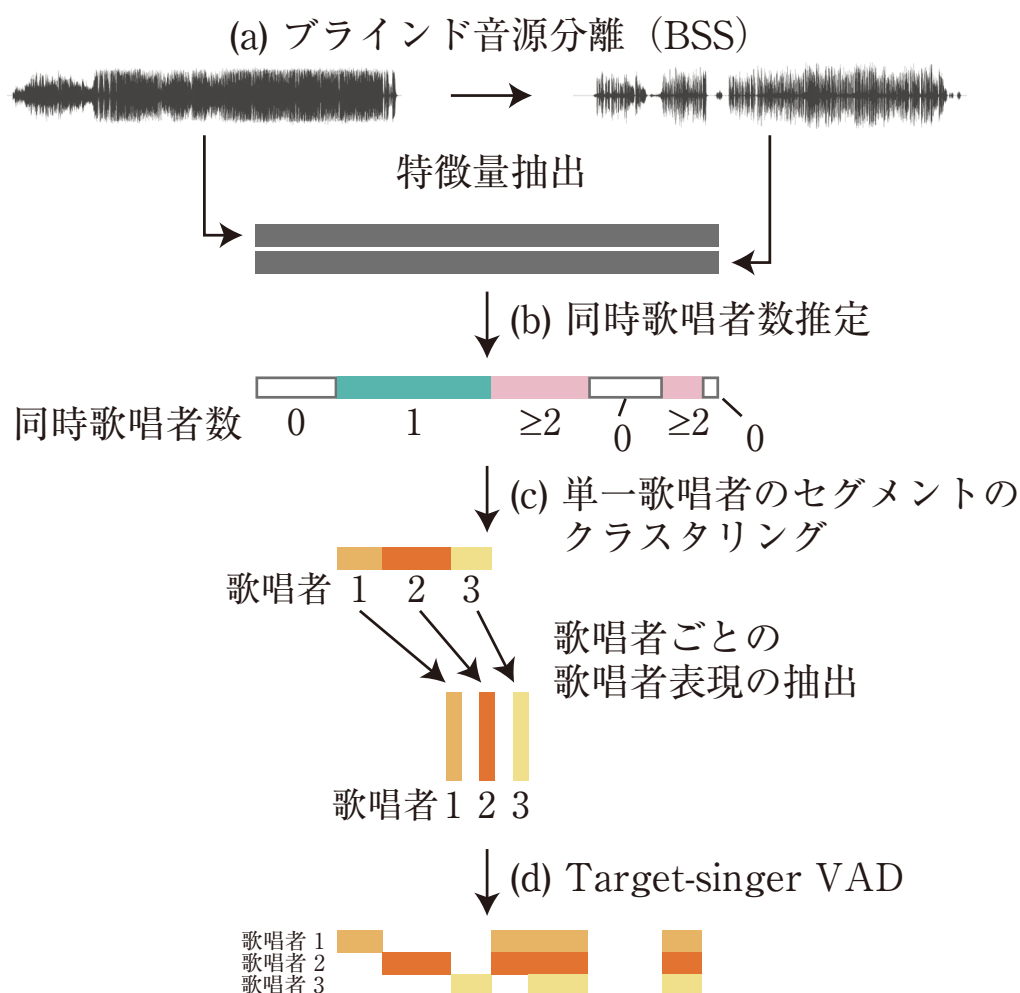 (a) ブラインド音源分離（BSS）
特徴量抽出
(b) 同時歌唱者数推定
同時歌唱者数 0 1 ≥2 0 ≥2 0
(c) 単一歌唱者のセグメントの
クラスタリング
歌唱者 1 2 3
歌唱者ごとの
歌唱者表現の抽出
歌唱者 1 2 3
(d) Target-singer VAD
歌唱者 1
歌唱者 2
歌唱者 3